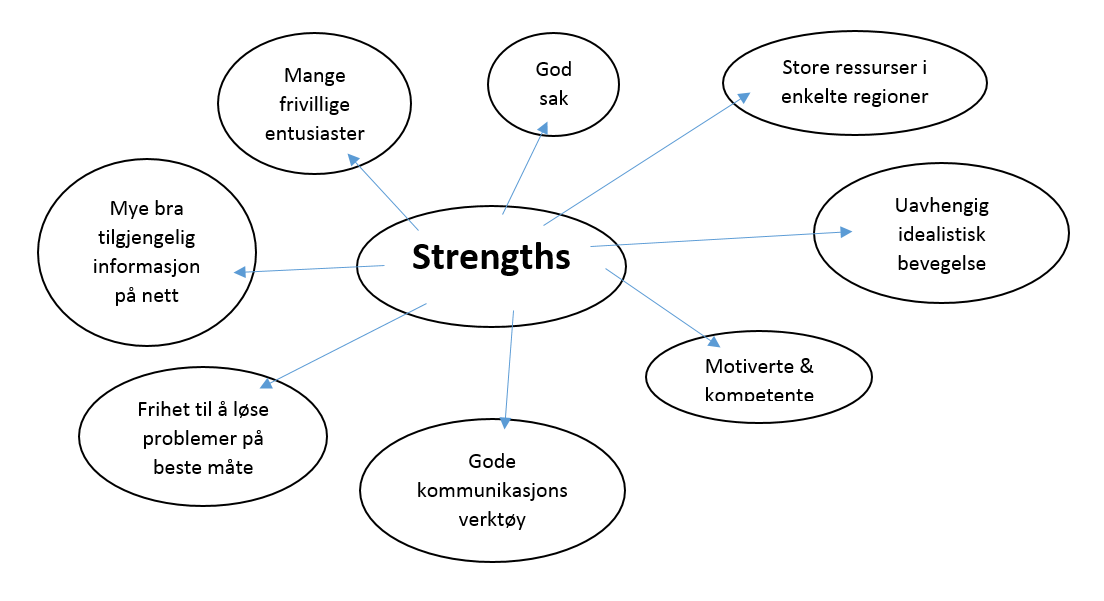 Mange
frivillige
entusiaster
God
sak
Store ressurser i
enkelte regioner
Mye bra
tilgjengelig
informasjon
på nett
Strengths
Uavhengig
idealistisk
bevegelse
Motiverte &
kompetente
Frihet til å løse
problemer på
beste måte
Gode
kommunikasjons
verktøy